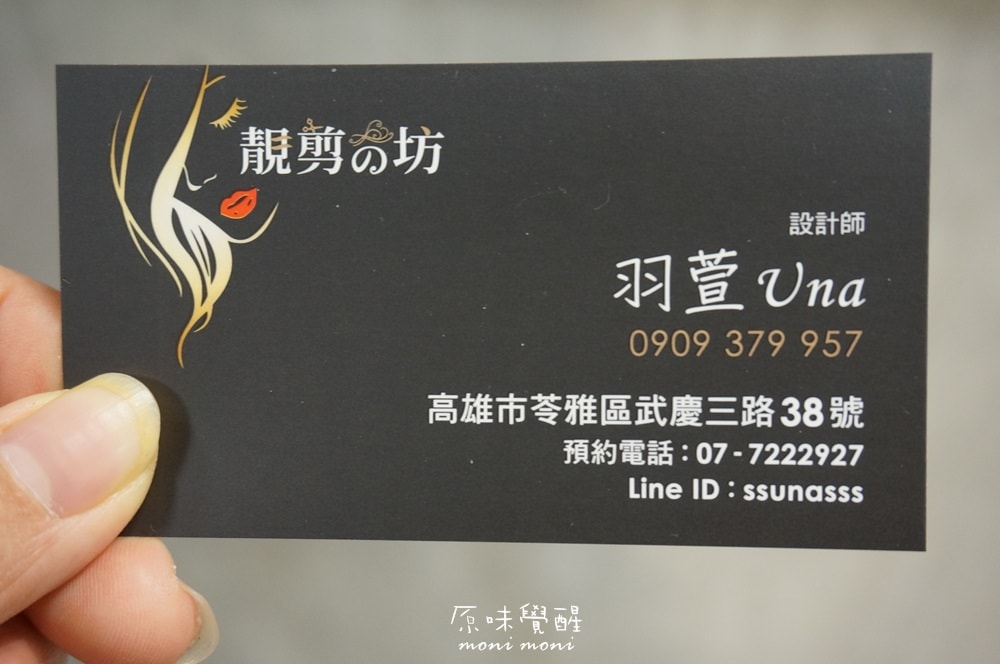 靚剪の坊
設計師
羽萱 Una
0909 379 957
高雄市苓雅區武慶三路38號
預約電話：07-7222927
Line ID：ssunasss
原味覺醒
moni moni